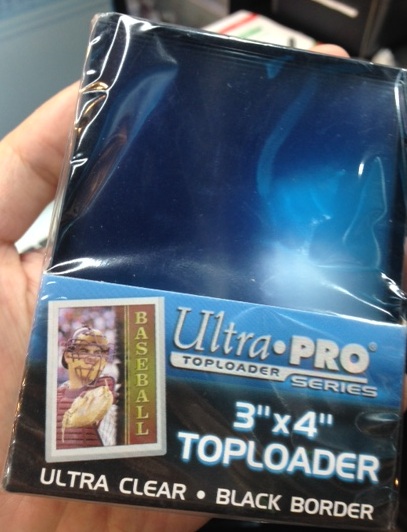 BASEBALL
Ultra•PRO®
TOPLOADER
SERIES
3"x4"
TOPLOADER
ULTRA CLEAR • BLACK BORDER